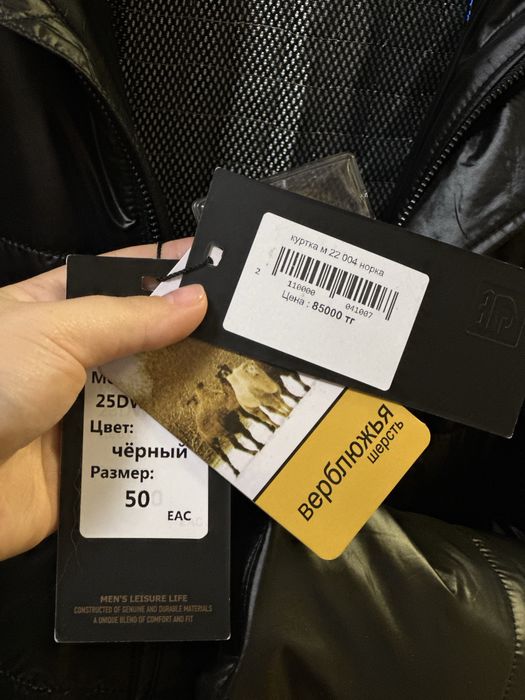 куртка м 22 004 норка
2 110000 041007
Цена : 85000 тг
верблюжья
шерсть
25DW
Цвет:
чёрный
Размер:
50
EAC
MEN'S LEISURE LIFE
CONSTRUCTED OF GENUINE AND DURABLE MATERIALS
A UNIQUE BLEND OF COMFORT AND FIT